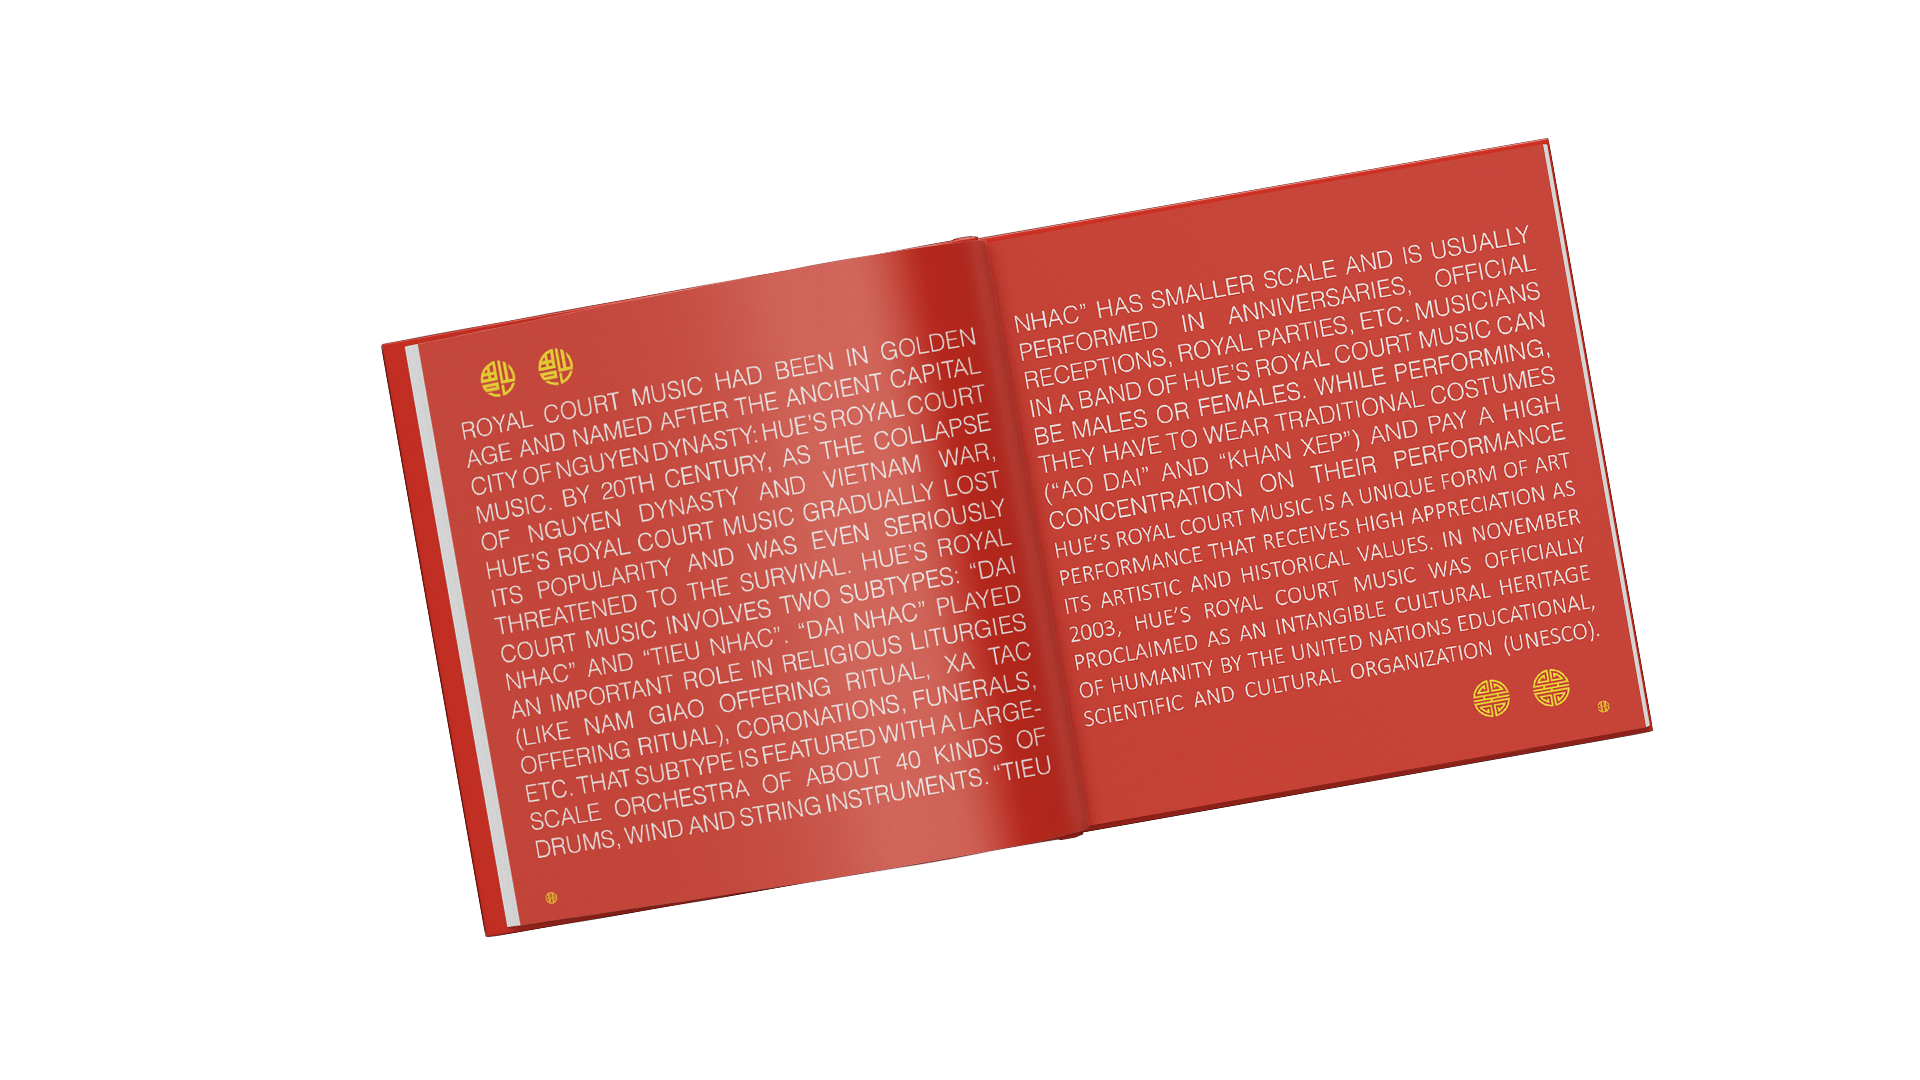 ROYAL COURT MUSIC HAD BEEN IN GOLDEN
AGE AND NAMED AFTER THE ANCIENT CAPITAL
CITY OF NGUYEN DYNASTY: HUE'S ROYAL COURT
MUSIC. BY 20TH CENTURY, AS THE COLLAPSE
OF NGUYEN DYNASTY AND VIETNAM WAR,
HUE'S ROYAL COURT MUSIC GRADUALLY LOST
ITS POPULARITY AND WAS EVEN SERIOUSLY
THREATENED TO THE SURVIVAL. HUE'S ROYAL
COURT MUSIC INVOLVES TWO SUBTYPES: “DAI
NHAC” AND “TIEU NHAC”. “DAI NHAC” PLAYED
AN IMPORTANT ROLE IN RELIGIOUS LITURGIES
(LIKE NAM GIAO OFFERING RITUAL, XA TAC
OFFERING RITUAL), CORONATIONS, FUNERALS,
ETC. THAT SUBTYPE IS FEATURED WITH A LARGE-
SCALE ORCHESTRA OF ABOUT 40 KINDS OF
DRUMS, WIND AND STRING INSTRUMENTS. “TIEU
NHAC” HAS SMALLER SCALE AND IS USUALLY
PERFORMED IN ANNIVERSARIES, OFFICIAL
RECEPTIONS, ROYAL PARTIES, ETC. MUSICIANS
IN A BAND OF HUE'S ROYAL COURT MUSIC CAN
BE MALES OR FEMALES. WHILE PERFORMING,
THEY HAVE TO WEAR TRADITIONAL COSTUMES
(“AO DAI” AND “KHAN XEP”) AND PAY A HIGH
CONCENTRATION ON THEIR PERFORMANCE
HUE'S ROYAL COURT MUSIC IS A UNIQUE FORM OF ART
PERFORMANCE THAT RECEIVES HIGH APPRECIATION AS
ITS ARTISTIC AND HISTORICAL VALUES. IN NOVEMBER
2003, HUE'S ROYAL COURT MUSIC WAS OFFICIALLY
PROCLAIMED AS AN INTANGIBLE CULTURAL HERITAGE
OF HUMANITY BY THE UNITED NATIONS EDUCATIONAL,
SCIENTIFIC AND CULTURAL ORGANIZATION (UNESCO).